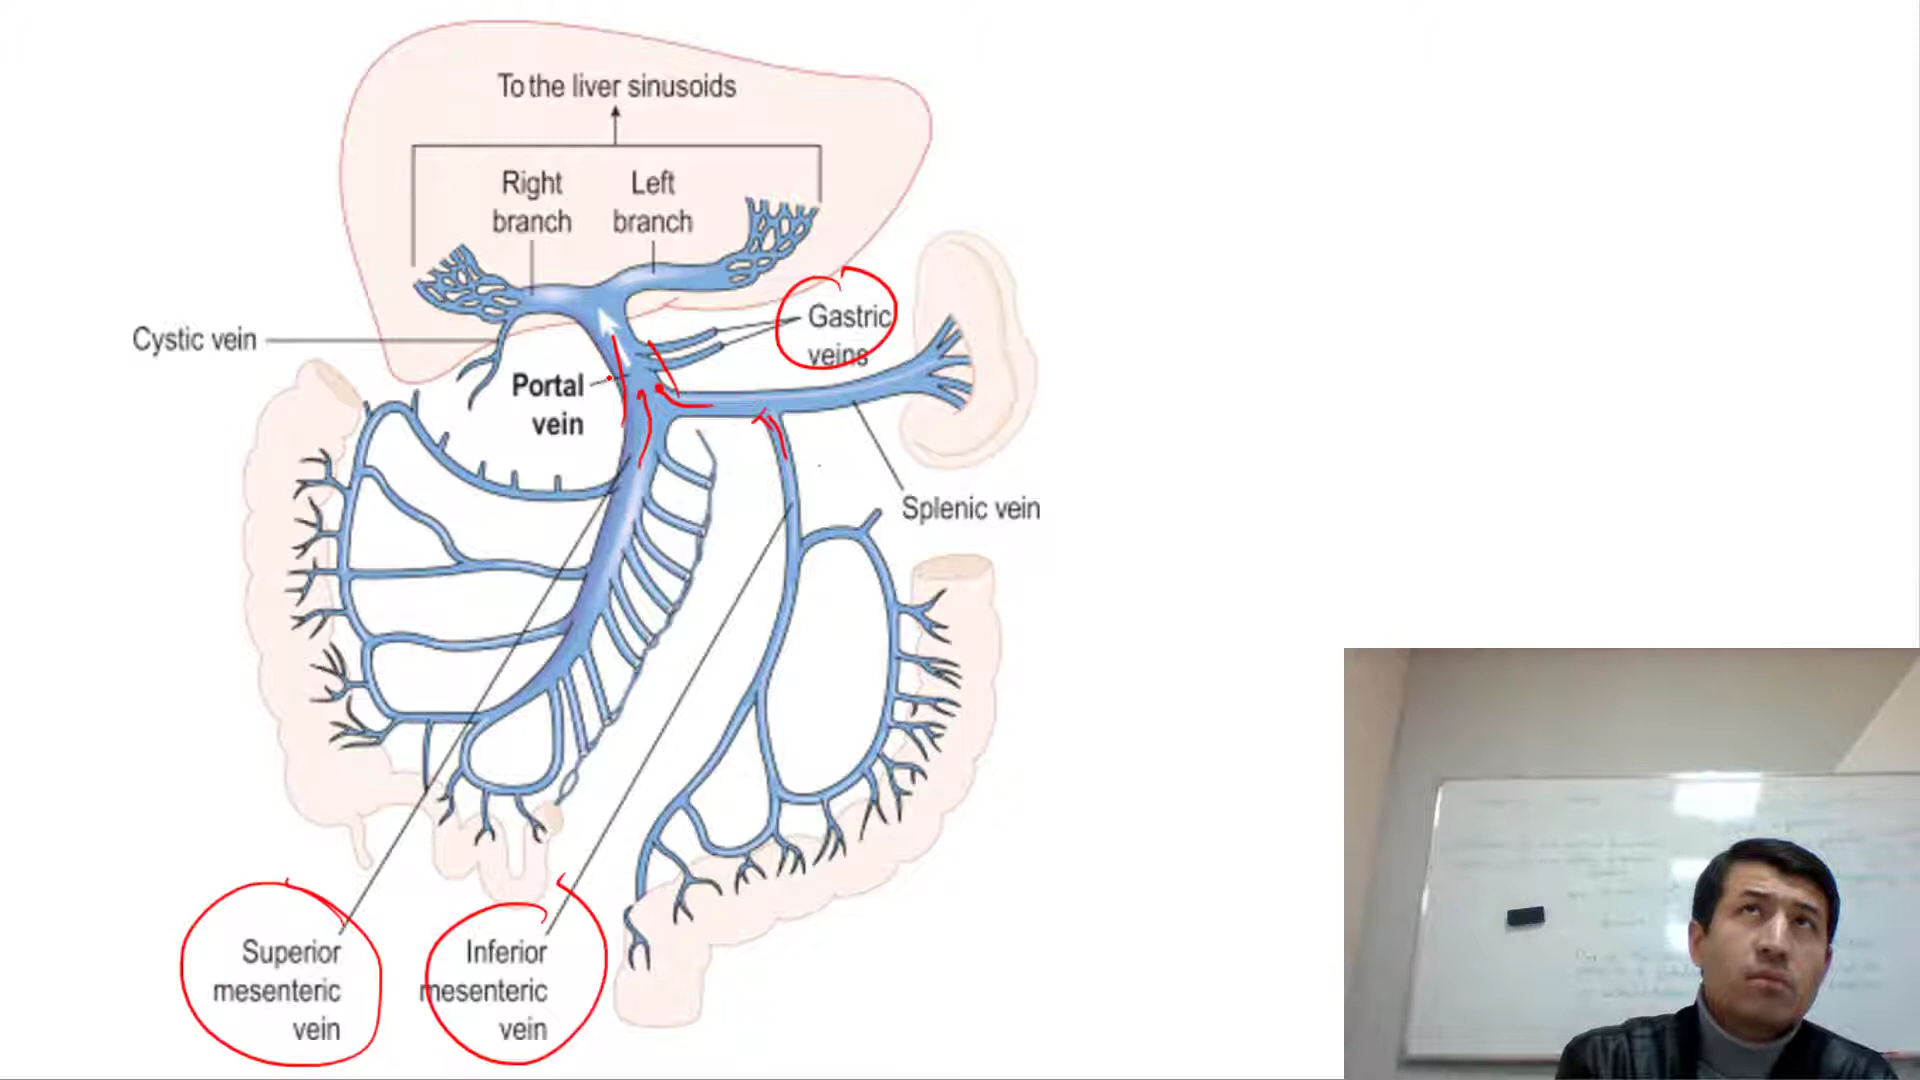 To the liver sinusoids
Right
branch
Left
branch
Gastric
veins
Cystic vein
Portal
vein
Splenic vein
Superior
mesenteric
vein
Inferior
mesenteric
vein